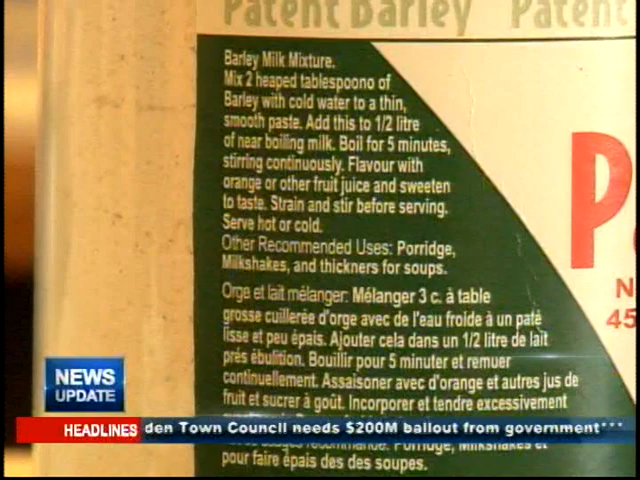 Patent Barley Patent
Barley Milk Mixture.
Mix 2 heaped tablespoono of
Barley with cold water to a thin,
smooth paste. Add this to 1/2 litre
of near boiling milk. Boil for 5 minutes,
stirring continuously. Flavour with
orange or other fruit juice and sweeten
to taste. Strain and stir before serving.
Serve hot or cold.
Other Recommended Uses: Porridge,
Milkshakes, and thickners for soups.
Orge et lait mélanger: Mélanger 3 c. à table
grosse cuillerée d'orge avec de l'eau froide à un paté
lisse et peu épais. Ajouter cela dans un 1/2 litre de lait
près ébulition. Bouillir pour 5 minuter et remuer
continuellement. Assaisoner avec d'orange et autres jus de
fruit et sucrer à goût. Incorporer et tendre excessivement
recommande. Porridge, Milkshakes et
pour faire épais des des soupes.
P
N
45
NEWS
UPDATE
HEADLINES den Town Council needs $200M ballout from government***